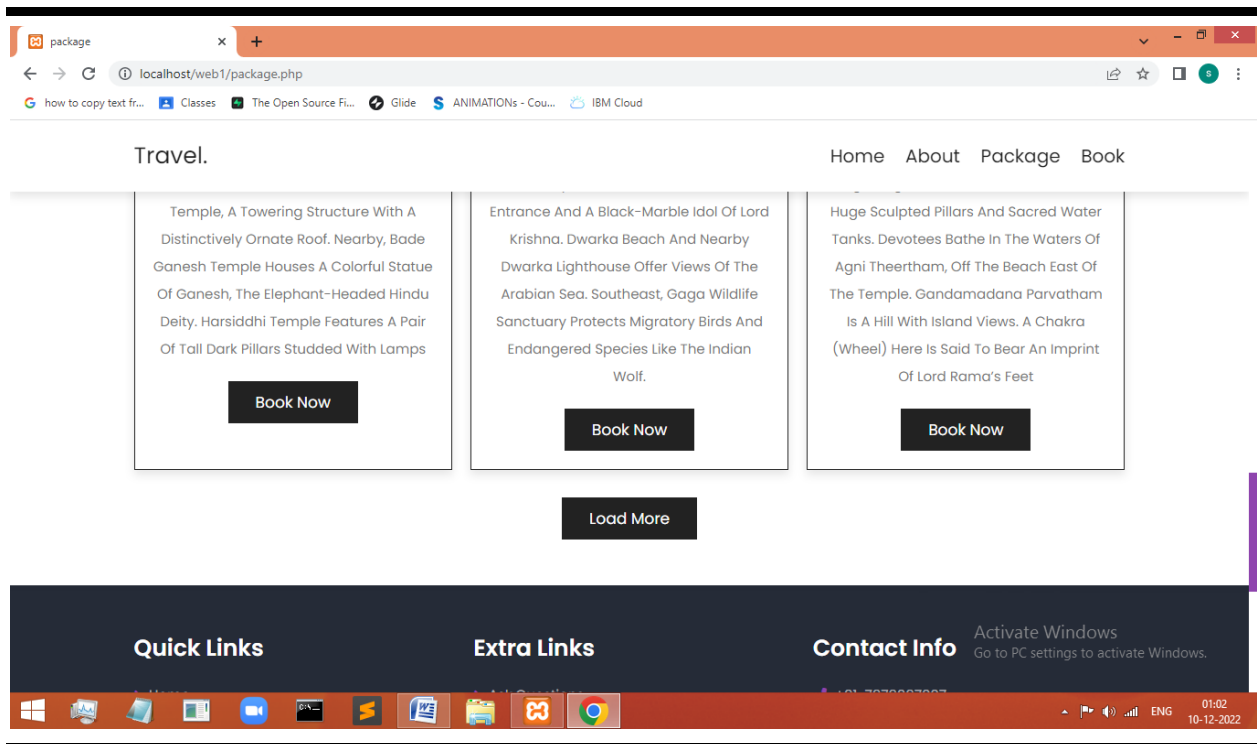 package
localhost/web1/package.php
how to copy text fr...
Classes
The Open Source Fi...
Glide
ANIMATIONs - Cou...
IBM Cloud
Travel.
Home
About
Package
Book
Temple, A Towering Structure With A
Distinctively Ornate Roof. Nearby, Bade
Ganesh Temple Houses A Colorful Statue
Of Ganesh, The Elephant-Headed Hindu
Deity. Harsiddhi Temple Features A Pair
Of Tall Dark Pillars Studded With Lamps
Book Now
Entrance And A Black-Marble Idol Of Lord
Krishna. Dwarka Beach And Nearby
Dwarka Lighthouse Offer Views Of The
Arabian Sea. Southeast, Gaga Wildlife
Sanctuary Protects Migratory Birds And
Endangered Species Like The Indian
Wolf.
Book Now
Huge Sculpted Pillars And Sacred Water
Tanks. Devotees Bathe In The Waters Of
Agni Theertham, Off The Beach East Of
The Temple. Gandamadana Parvatham
Is A Hill With Island Views. A Chakra
(Wheel) Here Is Said To Bear An Imprint
Of Lord Rama's Feet
Book Now
Load More
Quick Links
Extra Links
Contact Info
Activate Windows
Go to PC settings to activate Windows.
ENG
01:02
10-12-2022